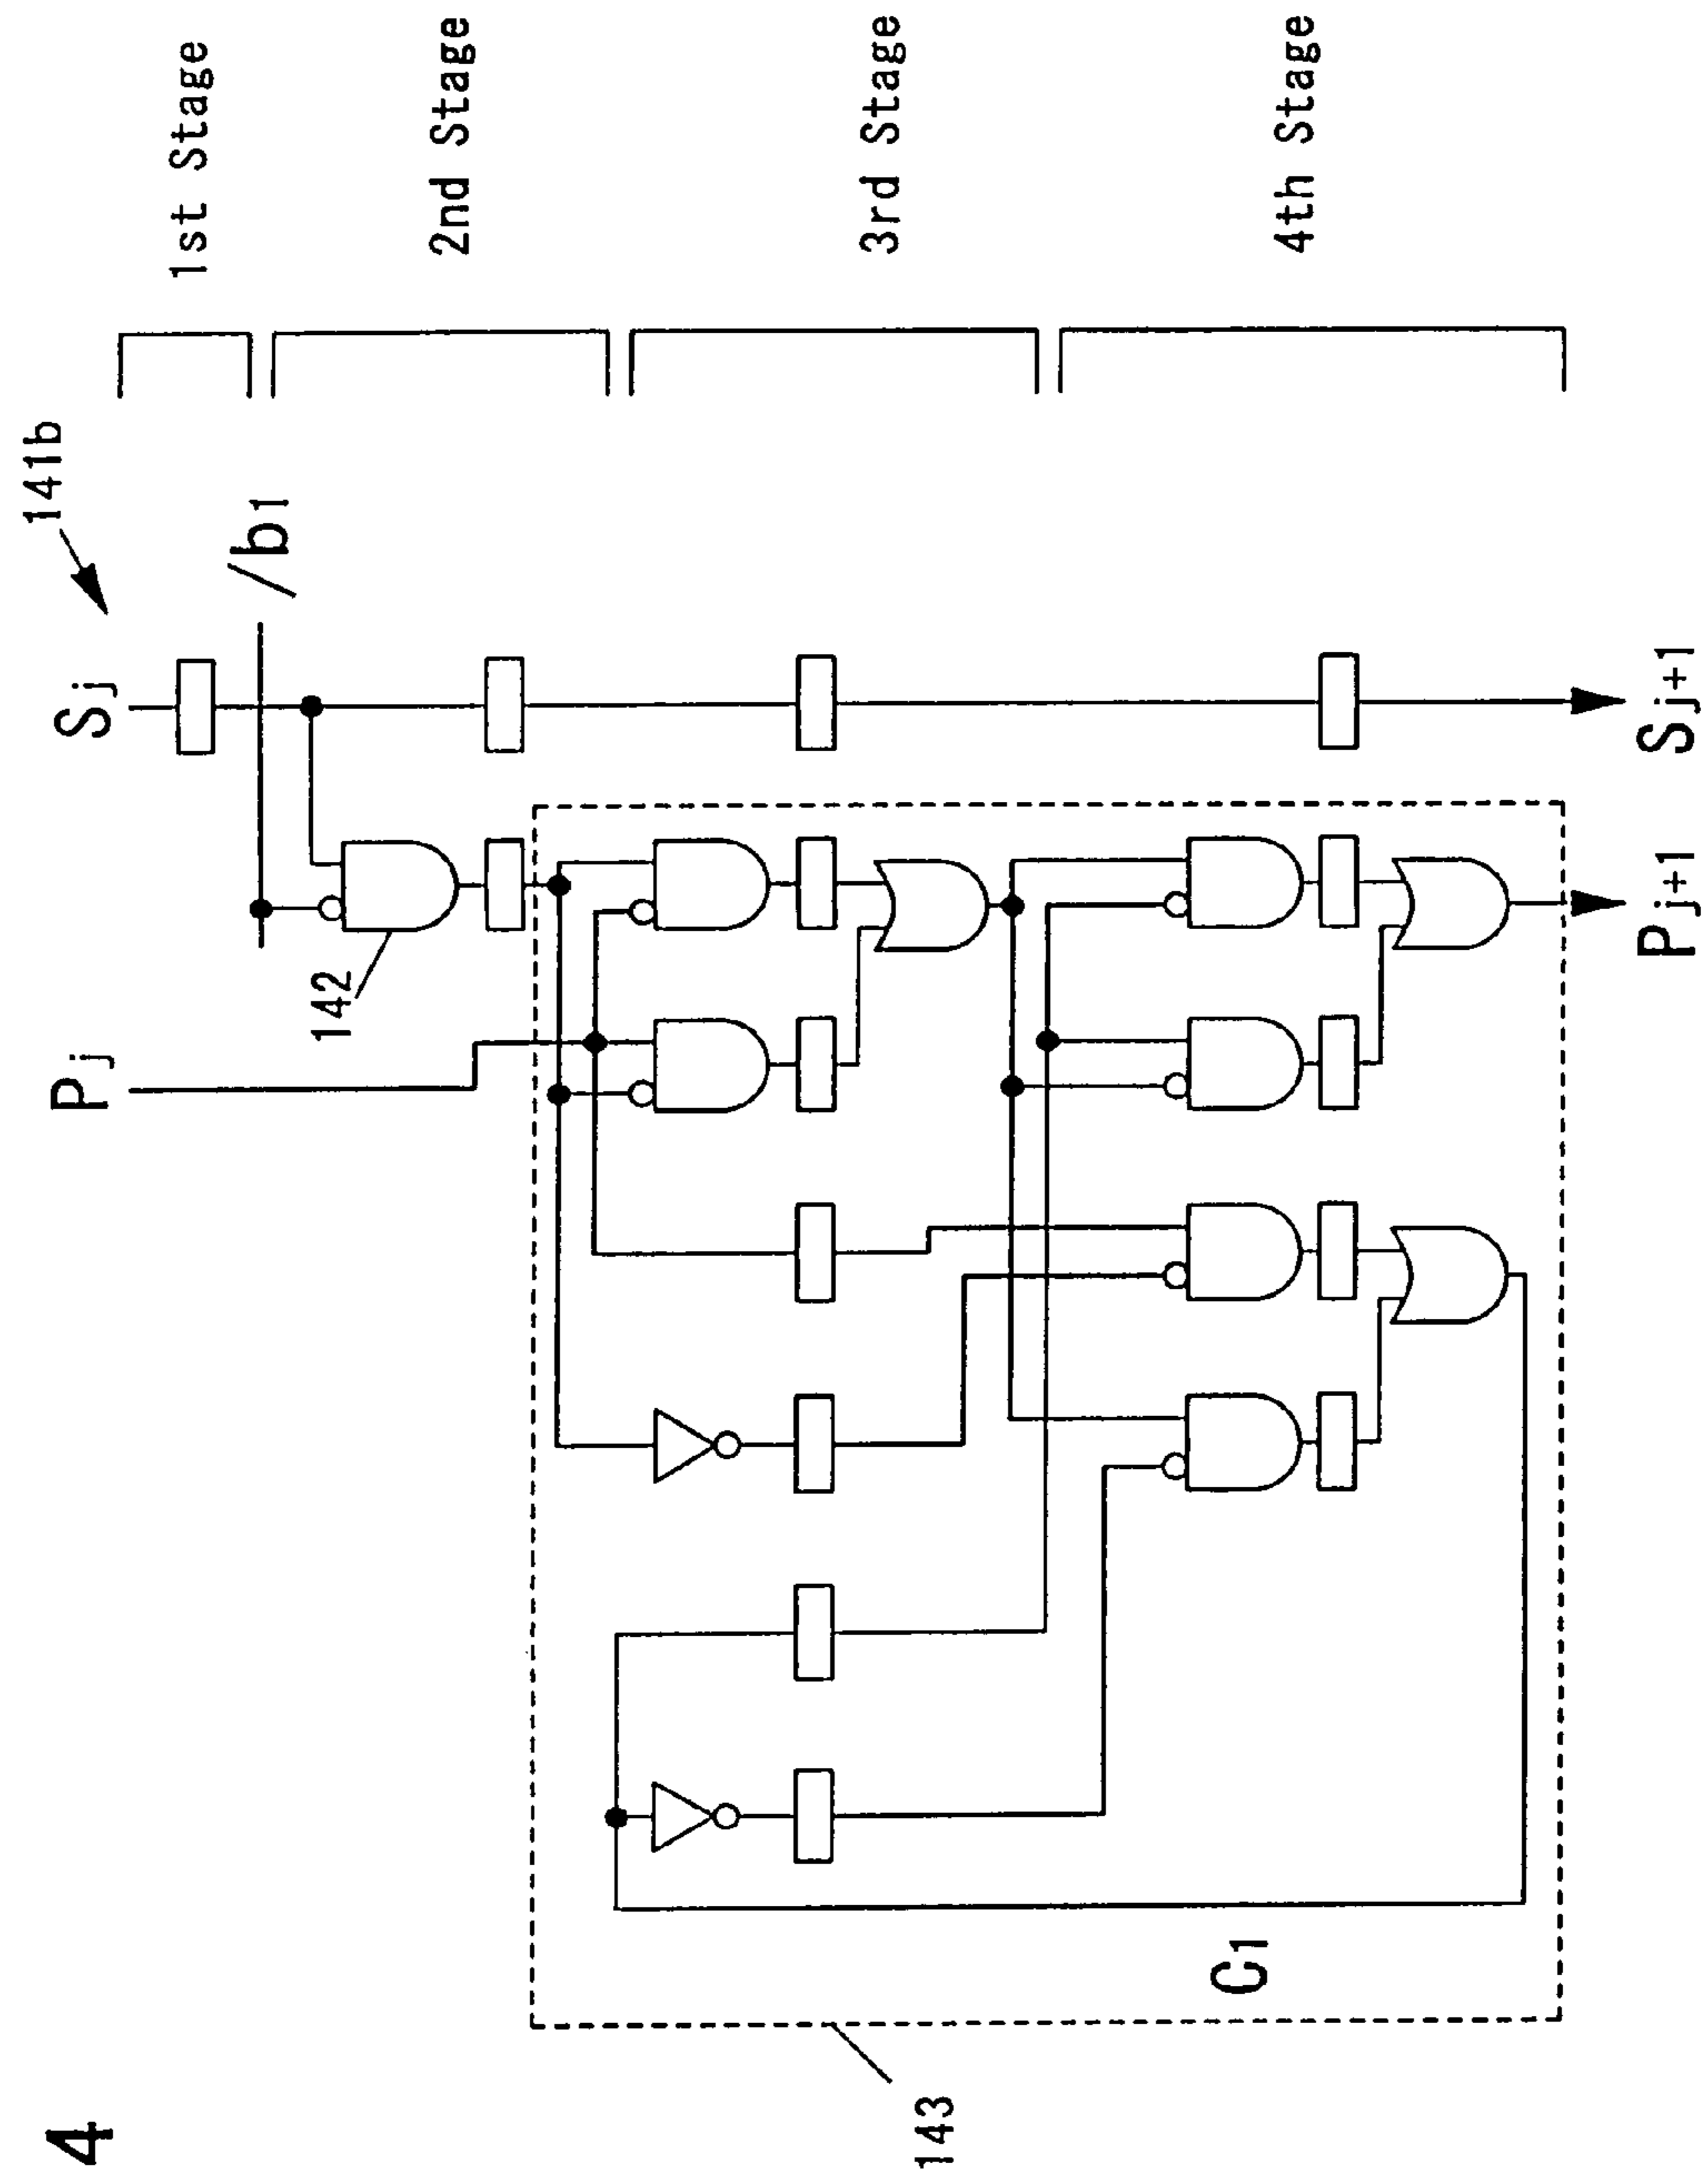 4
141b
Sj
Pj
/b1
142
1st Stage
2nd Stage
3rd Stage
4th Stage
143
C1
Pj+1
Sj+1